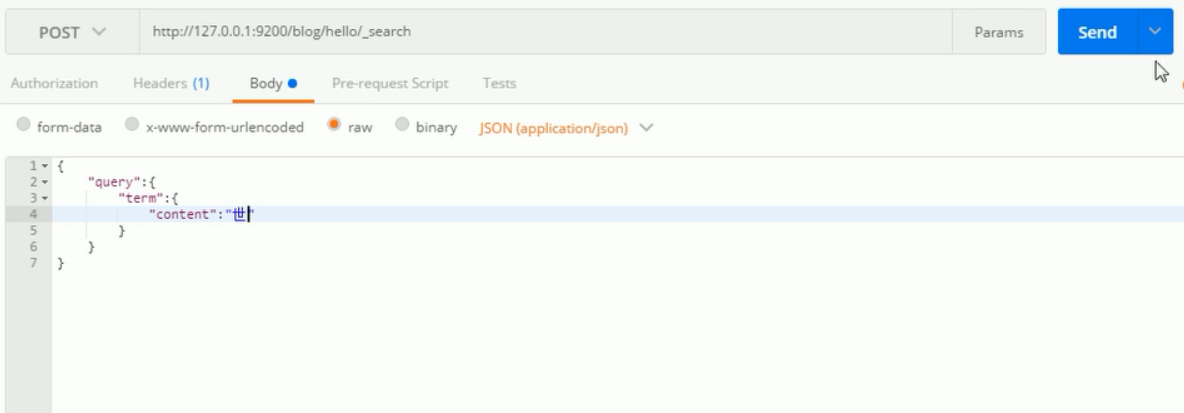 POST http://127.0.0.1:9200/blog/hello/_search Params Send
Authorization Headers (1) Body Pre-request Script Tests
form-data x-www-form-urlencoded raw binary JSON (application/json)
1 {
2 "query":{
3 "term":{
4 "content":"世"
5 }
6 }
7 }